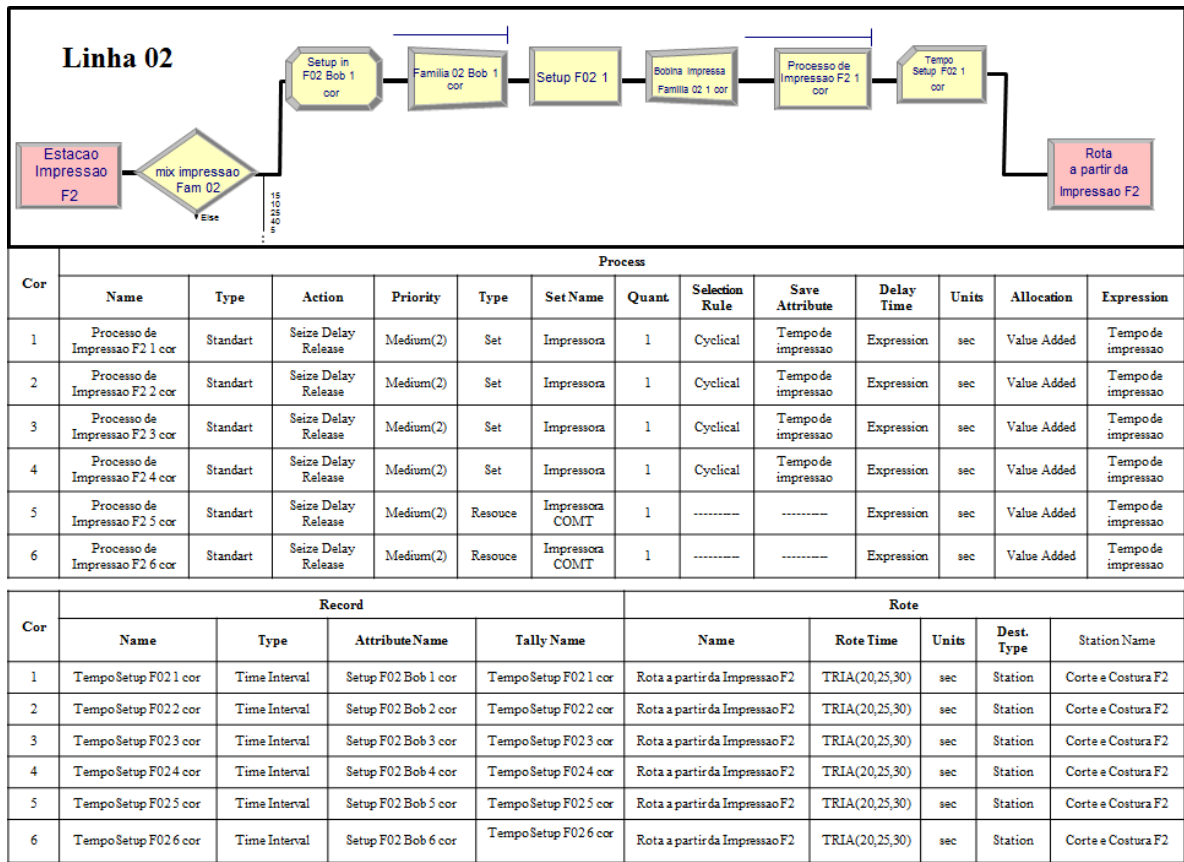 Linha 02
Setup in
F02 Bob 1
cor
Familia 02 Bob 1
cor
Setup F02 1
Bobina impressa
Familia 02 1 cor
Processo de
Impressao F2 1
cor
Tempo
Setup F02 1
cor
Estacao
Impressao
F2
mix impressao
Fam 02
Else
15
10
25
40
5
Rota
a partir da
Impressao F2
Cor Process
Name Type Action Priority Type Set Name Quant. Selection Rule Save Attribute Delay Time Units Allocation Expression
1 Processo de Impressao F2 1 cor Standart Seize Delay Release Medium(2) Set Impressora 1 Cyclical Tempo de impressao Expression sec Value Added Tempo de impressao
2 Processo de Impressao F2 2 cor Standart Seize Delay Release Medium(2) Set Impressora 1 Cyclical Tempo de impressao Expression sec Value Added Tempo de impressao
3 Processo de Impressao F2 3 cor Standart Seize Delay Release Medium(2) Set Impressora 1 Cyclical Tempo de impressao Expression sec Value Added Tempo de impressao
4 Processo de Impressao F2 4 cor Standart Seize Delay Release Medium(2) Set Impressora 1 Cyclical Tempo de impressao Expression sec Value Added Tempo de impressao
5 Processo de Impressao F2 5 cor Standart Seize Delay Release Medium(2) Resouce Impressora COMT 1 ---------- ---------- Expression sec Value Added Tempo de impressao
6 Processo de Impressao F2 6 cor Standart Seize Delay Release Medium(2) Resouce Impressora COMT 1 ---------- ---------- Expression sec Value Added Tempo de impressao
Cor Record Rote
Name Type Attribute Name Tally Name Name Rote Time Units Dest. Type Station Name
1 Tempo Setup F02 1 cor Time Interval Setup F02 Bob 1 cor Tempo Setup F02 1 cor Rota a partir da Impressao F2 TRIA(20,25,30) sec Station Corte e Costura F2
2 Tempo Setup F02 2 cor Time Interval Setup F02 Bob 2 cor Tempo Setup F02 2 cor Rota a partir da Impressao F2 TRIA(20,25,30) sec Station Corte e Costura F2
3 Tempo Setup F02 3 cor Time Interval Setup F02 Bob 3 cor Tempo Setup F02 3 cor Rota a partir da Impressao F2 TRIA(20,25,30) sec Station Corte e Costura F2
4 Tempo Setup F02 4 cor Time Interval Setup F02 Bob 4 cor Tempo Setup F02 4 cor Rota a partir da Impressao F2 TRIA(20,25,30) sec Station Corte e Costura F2
5 Tempo Setup F02 5 cor Time Interval Setup F02 Bob 5 cor Tempo Setup F02 5 cor Rota a partir da Impressao F2 TRIA(20,25,30) sec Station Corte e Costura F2
6 Tempo Setup F02 6 cor Time Interval Setup F02 Bob 6 cor Tempo Setup F02 6 cor Rota a partir da Impressao F2 TRIA(20,25,30) sec Station Corte e Costura F2